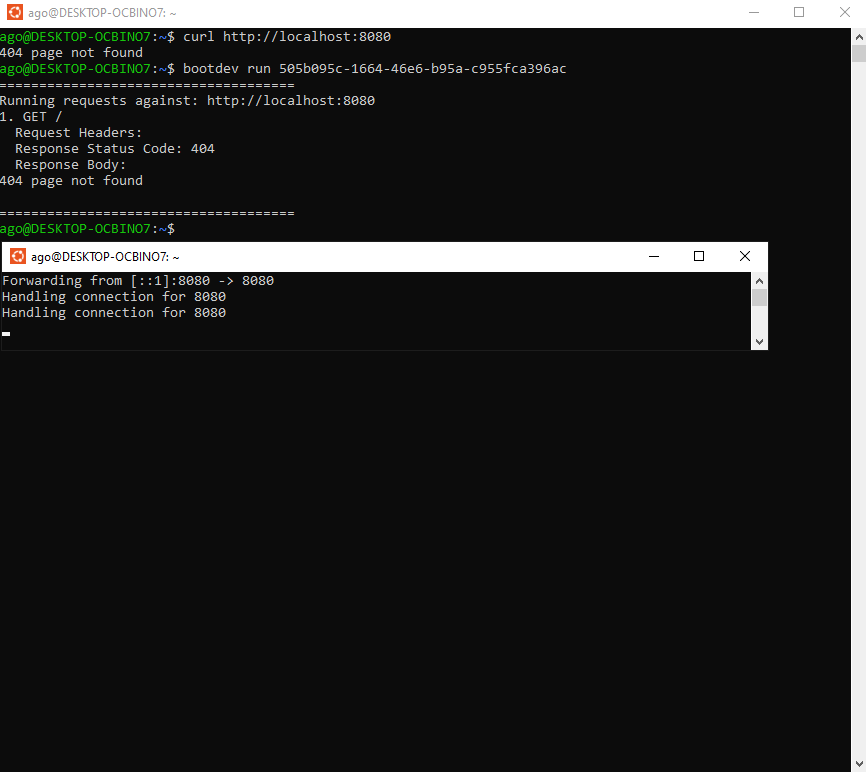 ago@DESKTOP-OCBINO7: ~
ago@DESKTOP-OCBINO7:~$ curl http://localhost:8080
404 page not found
ago@DESKTOP-OCBINO7:~$ bootdev run 505b095c-1664-46e6-b95a-c955fca396ac
=====================================
Running requests against: http://localhost:8080
1. GET /
  Request Headers:
  Response Status Code: 404
  Response Body:
404 page not found

=====================================
ago@DESKTOP-OCBINO7:~$
ago@DESKTOP-OCBINO7: ~
Forwarding from [::1]:8080 -> 8080
Handling connection for 8080
Handling connection for 8080